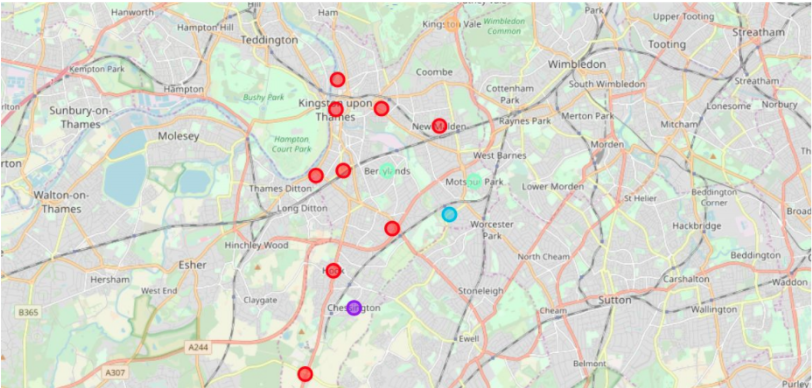 Hanworth
Ham
Kingston Vale
Wimbledon
Common
Park
Upper Tooting
Streatham
Hampton Hill
Teddington
Tooting
Kempton Park
Coombe
Wimbledon
Hampton
Bushy Park
Cottenham
Park
South Wimbledon
Streatham
Sunbury-on-
Thames
Kingston upon
Thames
New Malden
Raynes Park
Merton Park
Lonesome
Norbury
Molesey
Hampton
Court Park
Mitcham
Morden
West Barnes
Berrylands
Thames Ditton
Motspur Park
Lower Morden
Walton-on-
Thames
Long Ditton
St Helier
Beddington
Corner
Broad
Worcester
Park
Hackbridge
Hinchley Wood
North Cheam
Beddington
Esher
Hook
Hersham
West End
Claygate
Stoneleigh
Carshalton
Waddon
Sutton
Chessington
B365
Cheam
Wallington
Ewell
A244
Belmont
A307
Purley